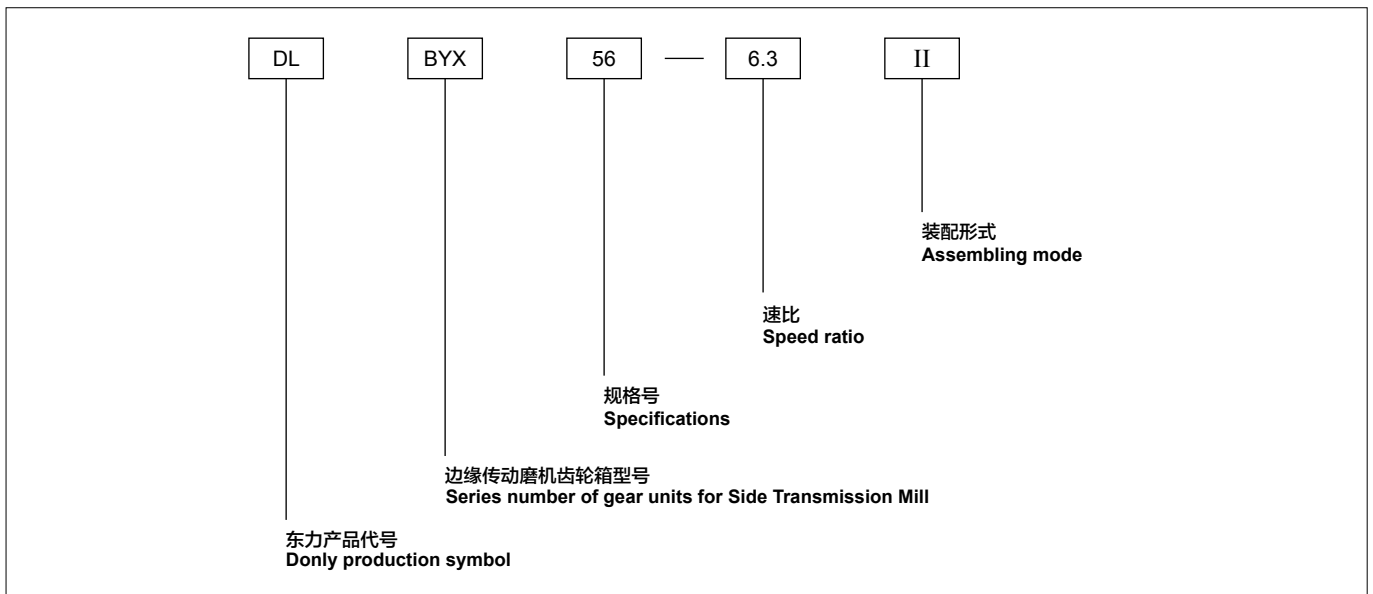 DL BYX 56 — 6.3 II
装配形式
Assembling mode
速比
Speed ratio
规格号
Specifications
边缘传动磨机齿轮箱型号
Series number of gear units for Side Transmission Mill
东力产品代号
Donly production symbol